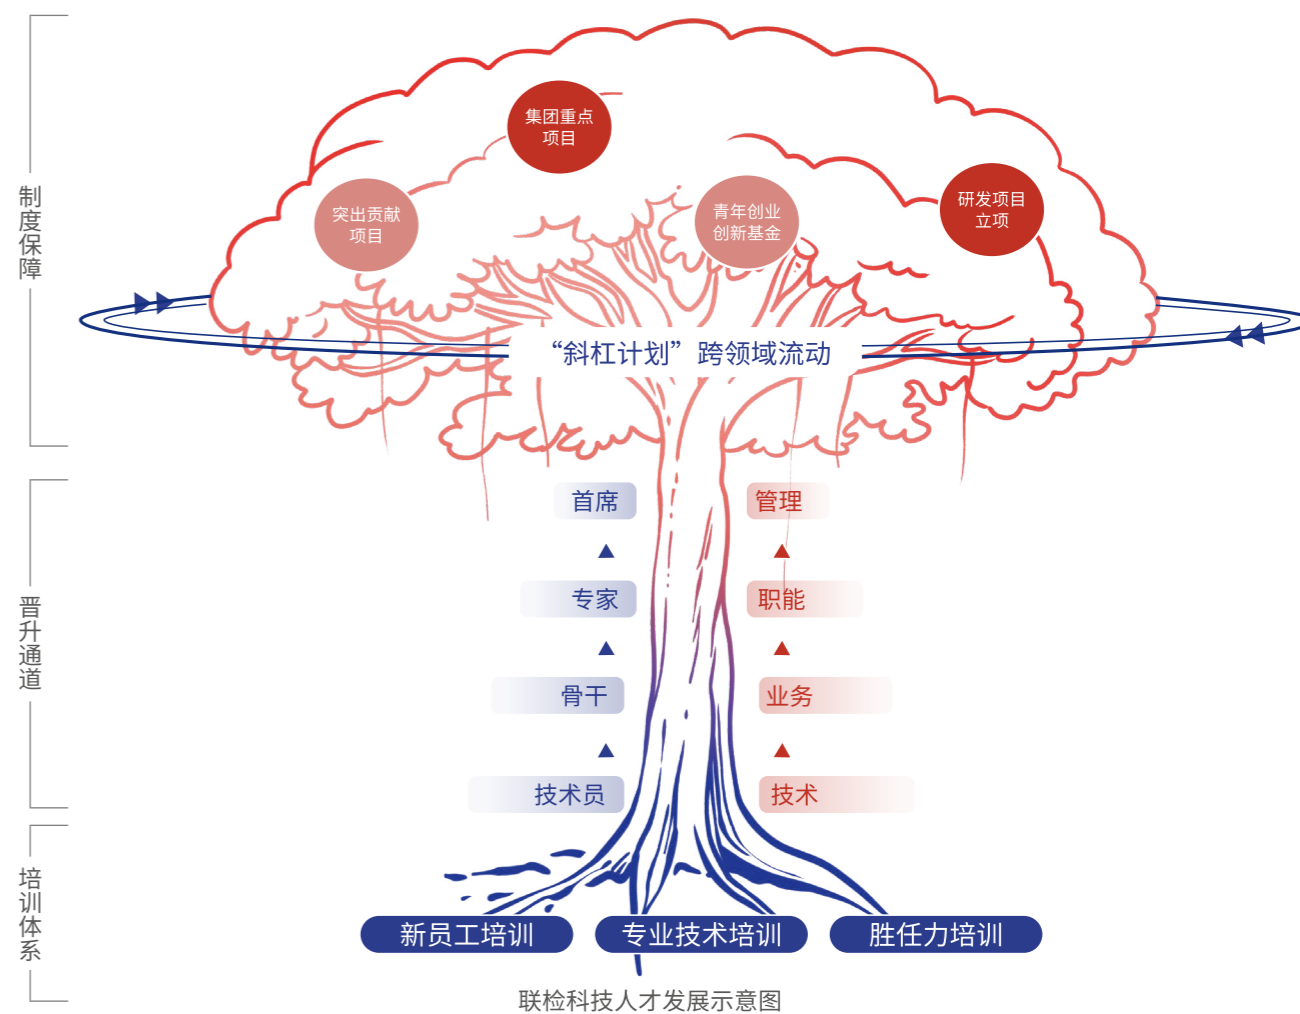 制度保障
集团重点
项目
突出贡献
项目
青年创业
创新基金
研发项目
立项
“斜杠计划”跨领域流动
晋升通道
首席
管理
专家
职能
骨干
业务
技术员
技术
培训体系
新员工培训
专业技术培训
胜任力培训
联检科技人才发展示意图